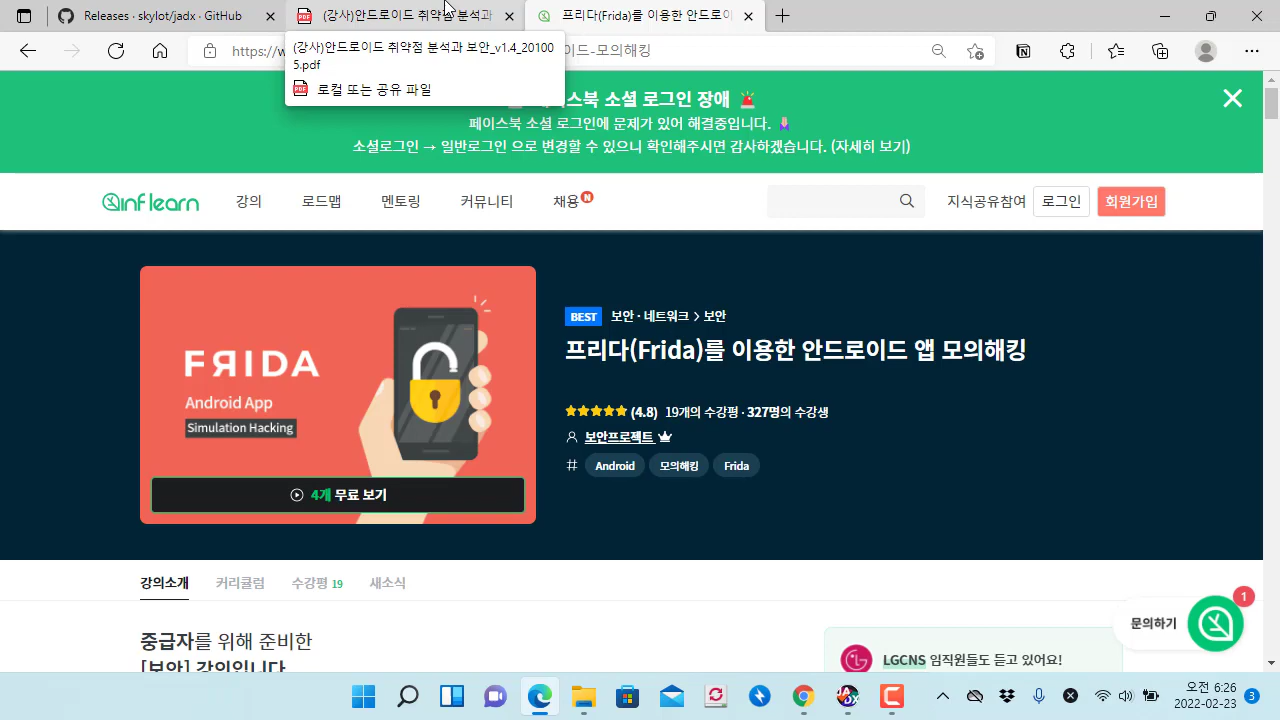 Releases · skylot/jadx · GitHub
(강사)안드로이드 취약점 분석과
프리다(Frida)를 이용한 안드로이
https://w
이드-모의해킹
(강사)안드로이드 취약점 분석과 보안_v1.4_20100
5.pdf
로컬 또는 공유 파일
스북 소셜 로그인 장애
페이스북 소셜 로그인에 문제가 있어 해결중입니다.
소셜로그인 → 일반로그인 으로 변경할 수 있으니 확인해주시면 감사하겠습니다. (자세히 보기)
inflearn
강의
로드맵
멘토링
커뮤니티
채용
N
지식공유참여
로그인
회원가입
FRIDA
Android App
Simulation Hacking
4개 무료 보기
BEST 보안 · 네트워크 > 보안
프리다(Frida)를 이용한 안드로이드 앱 모의해킹
(4.8) 19개의 수강평 · 327명의 수강생
보안프로젝트
Android
모의해킹
Frida
강의소개
커리큘럼
수강평 19
새소식
중급자를 위해 준비한
[보안] 강의입니다
LGCNS 임직원들도 듣고 있어요!
문의하기
1
오전 6:26
2022-02-23
3